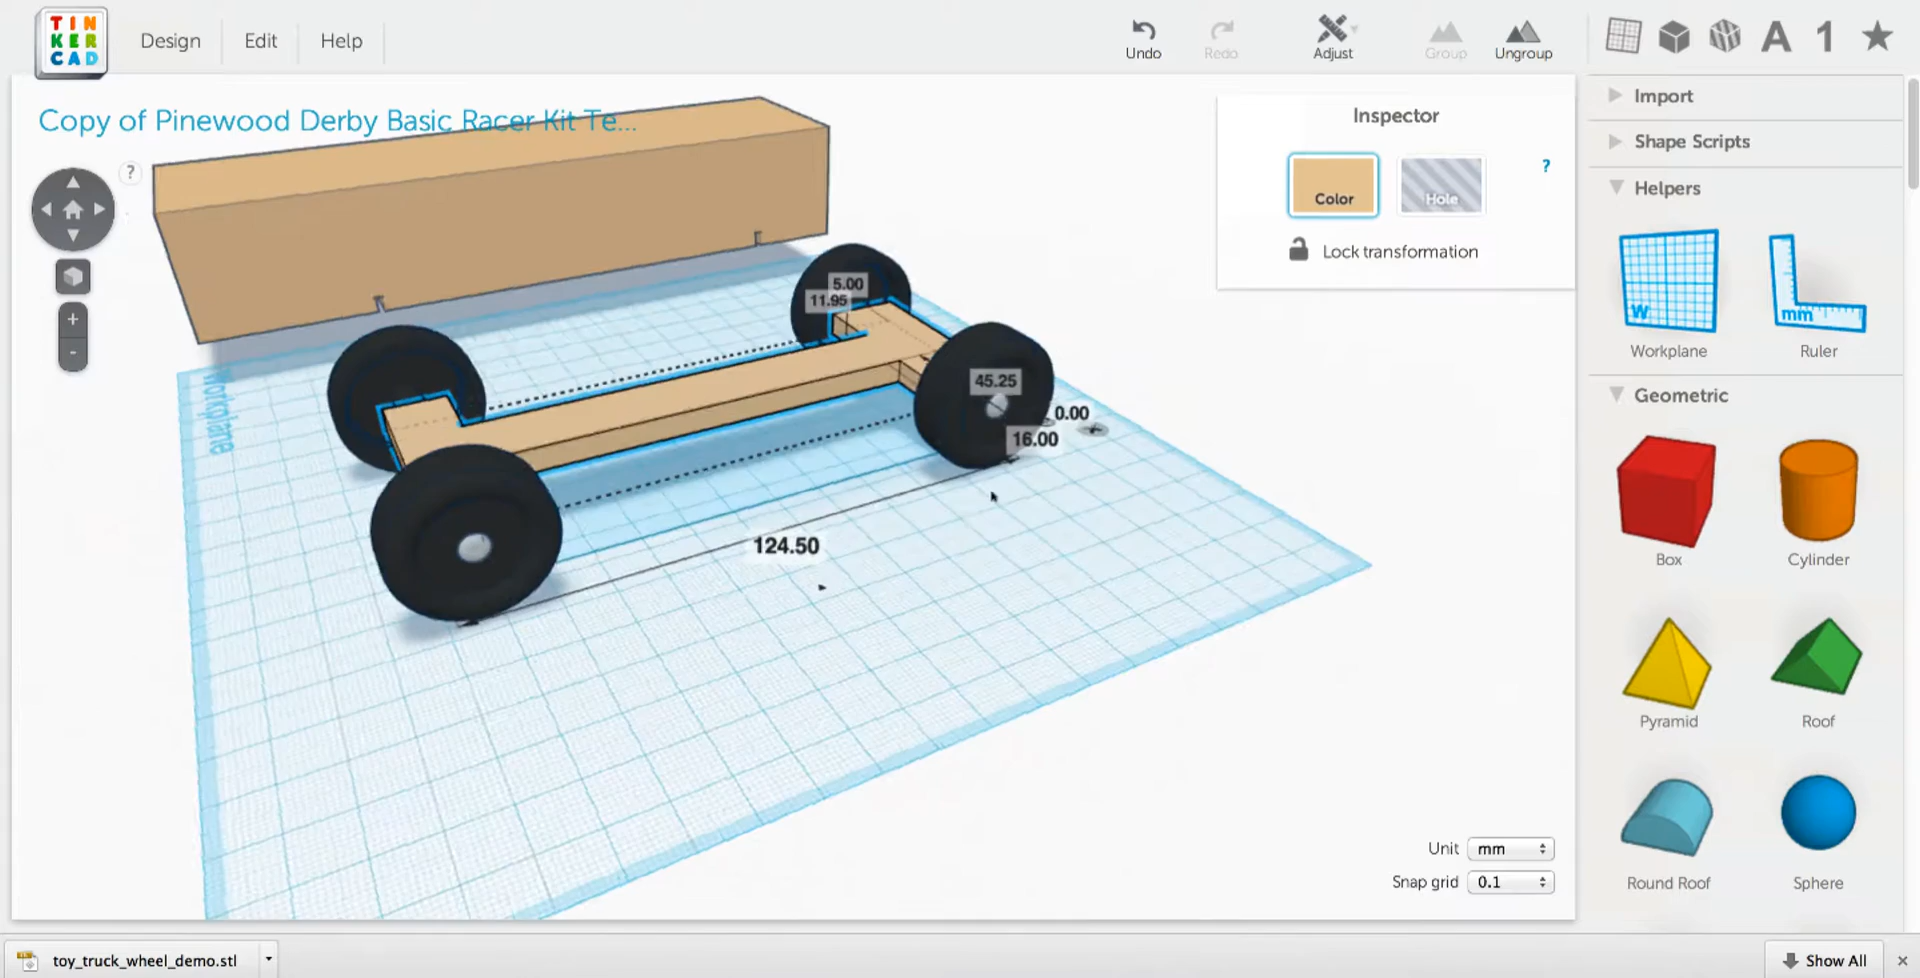 TIN
KER
CAD
Design
Edit
Help
Undo
Redo
Adjust
Group
Ungroup
A
1
Copy of Pinewood Derby Basic Racer Kit Te...
?
+
-
Workplane
5.00
11.95
45.25
0.00
16.00
124.50
Inspector
Color
Hole
?
Lock transformation
Unit mm
Snap grid 0.1
Import
Shape Scripts
Helpers
W
mm
Workplane
Ruler
Geometric
Box
Cylinder
Pyramid
Roof
Round Roof
Sphere
toy_truck_wheel_demo.stl
Show All